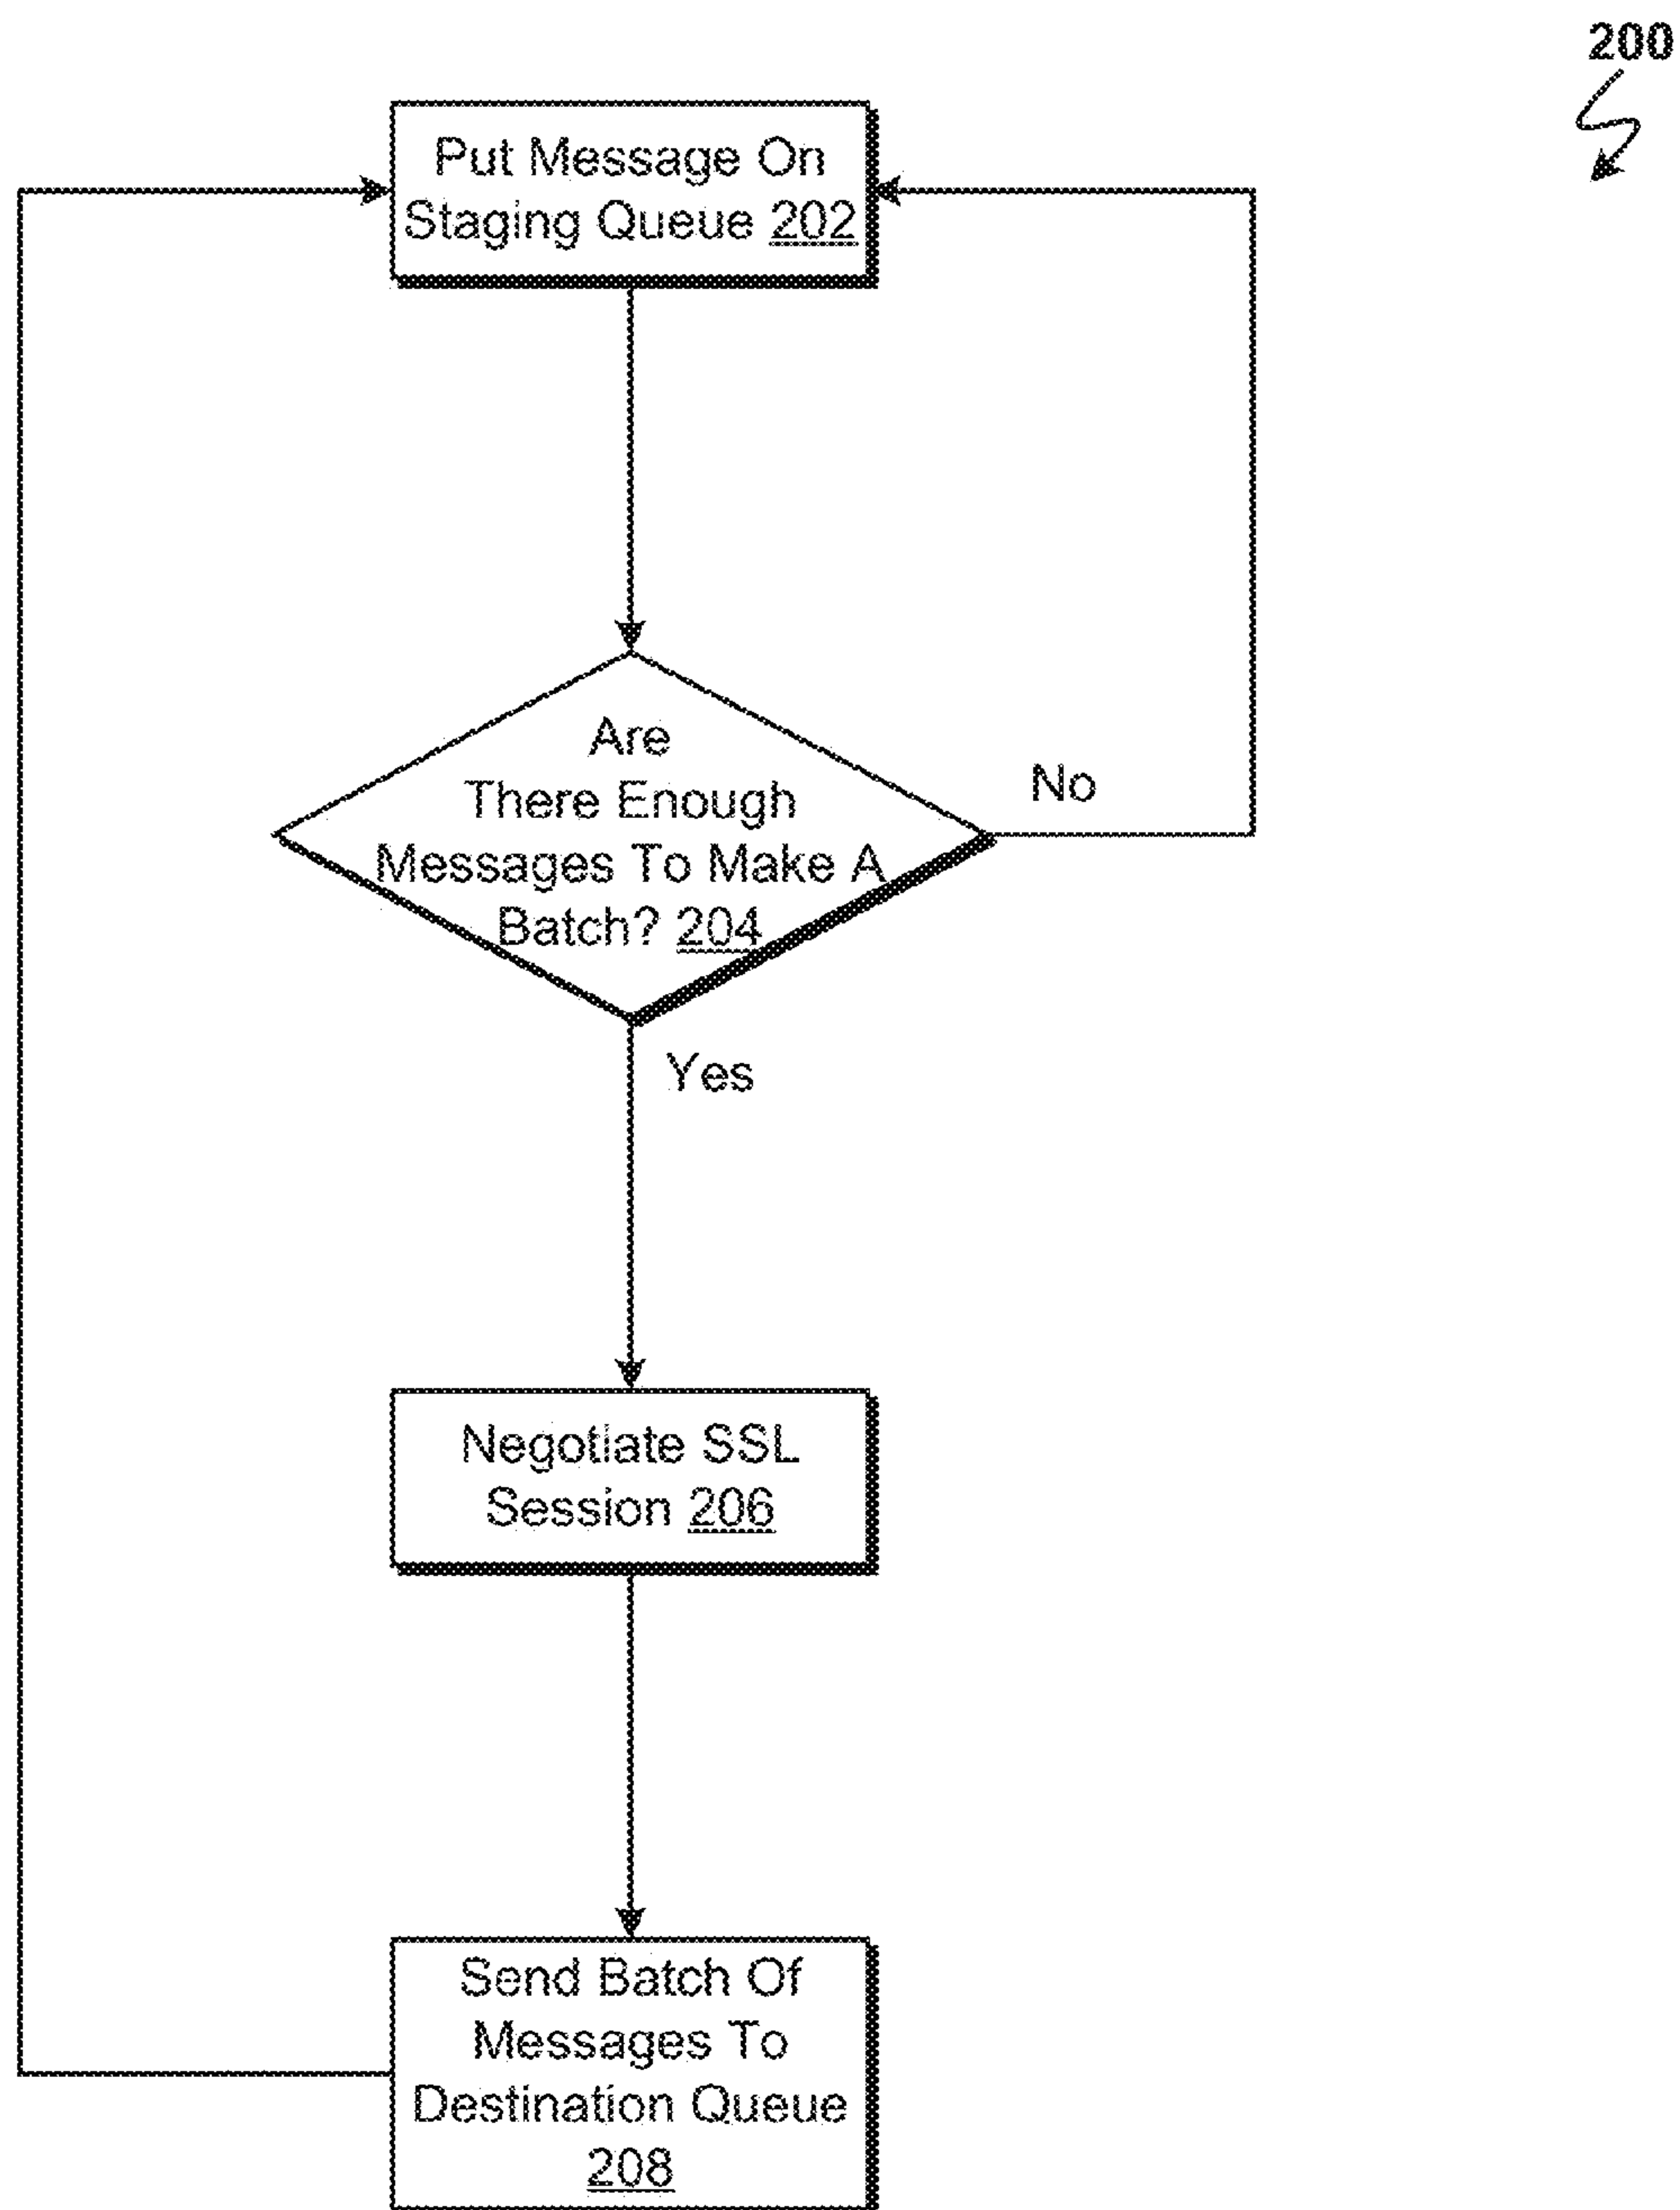 200
Put Message On
Staging Queue 202
Are
There Enough
Messages To Make A
Batch? 204
No
Yes
Negotiate SSL
Session 206
Send Batch Of
Messages To
Destination Queue
208